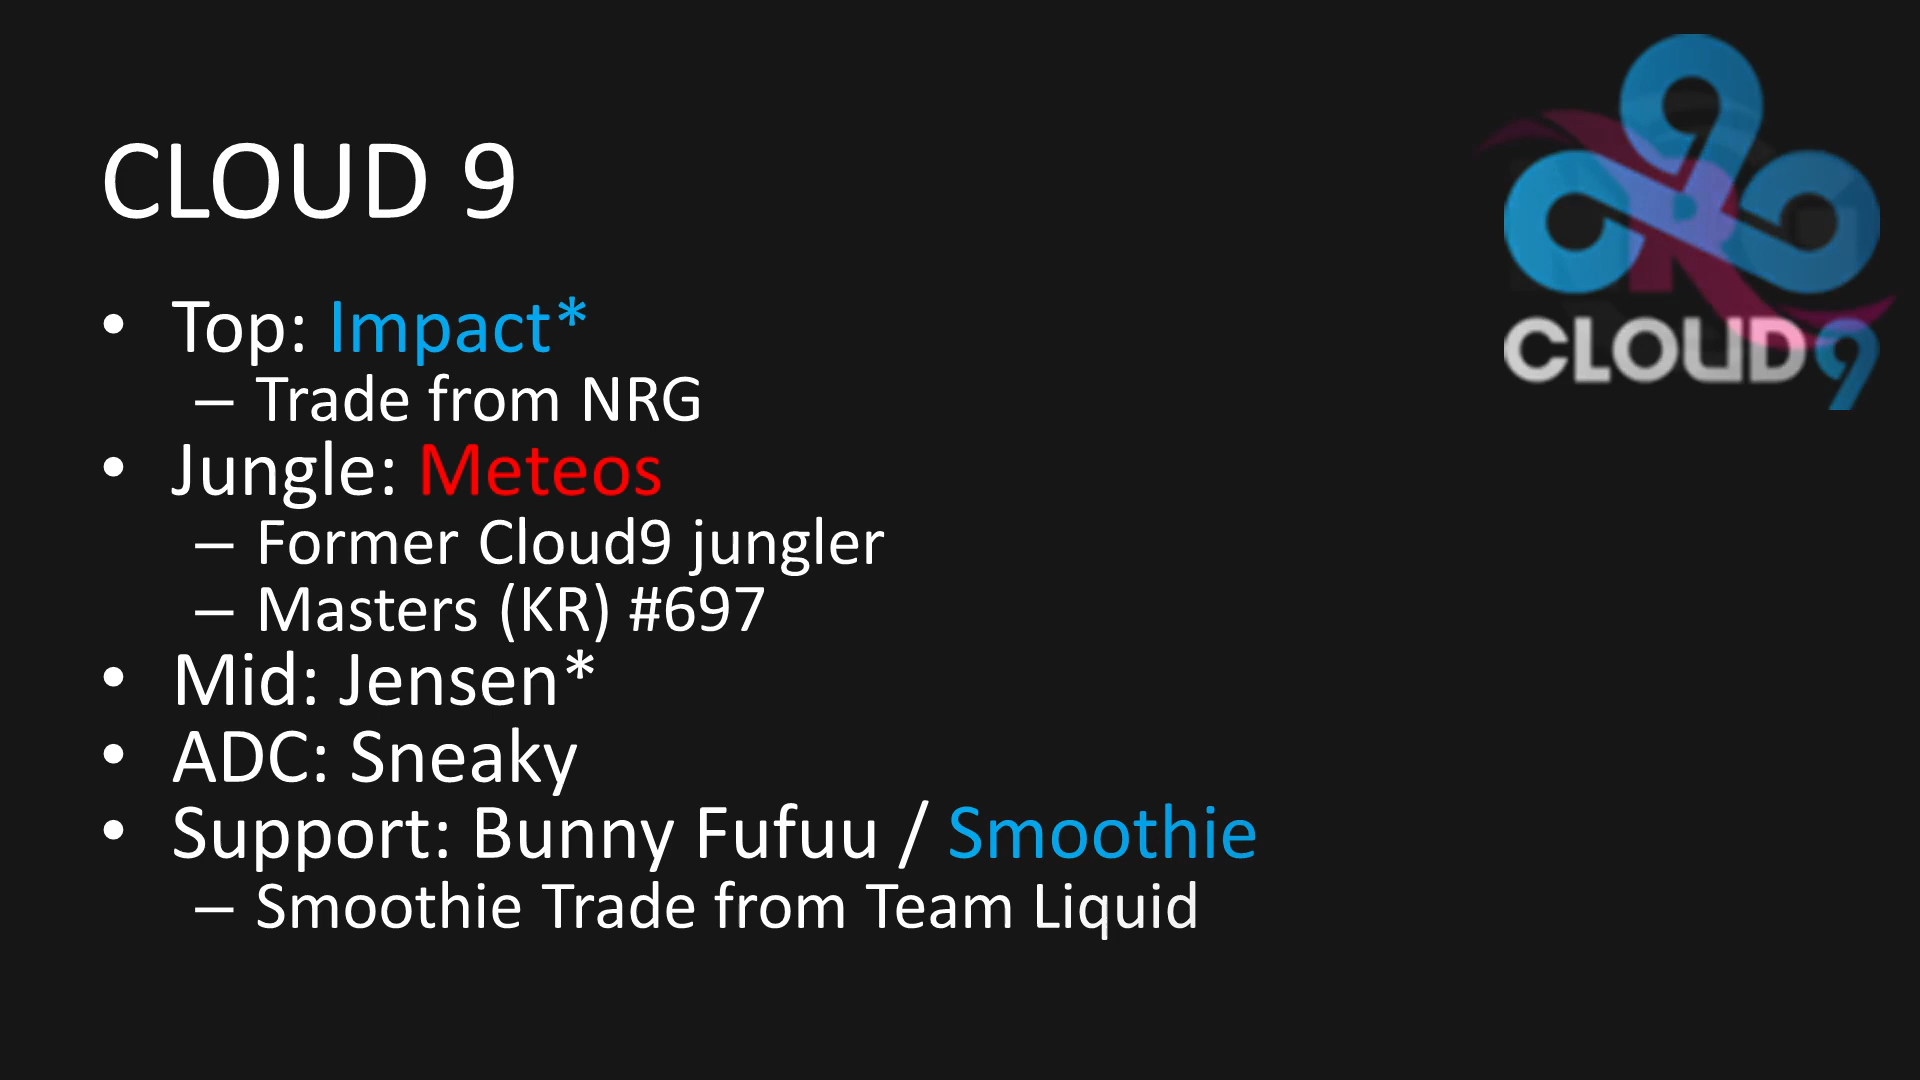 CLOUD 9
CLOUD9
• Top: Impact*
– Trade from NRG
• Jungle: Meteos
– Former Cloud9 jungler
– Masters (KR) #697
• Mid: Jensen*
• ADC: Sneaky
• Support: Bunny Fufuu / Smoothie
– Smoothie Trade from Team Liquid